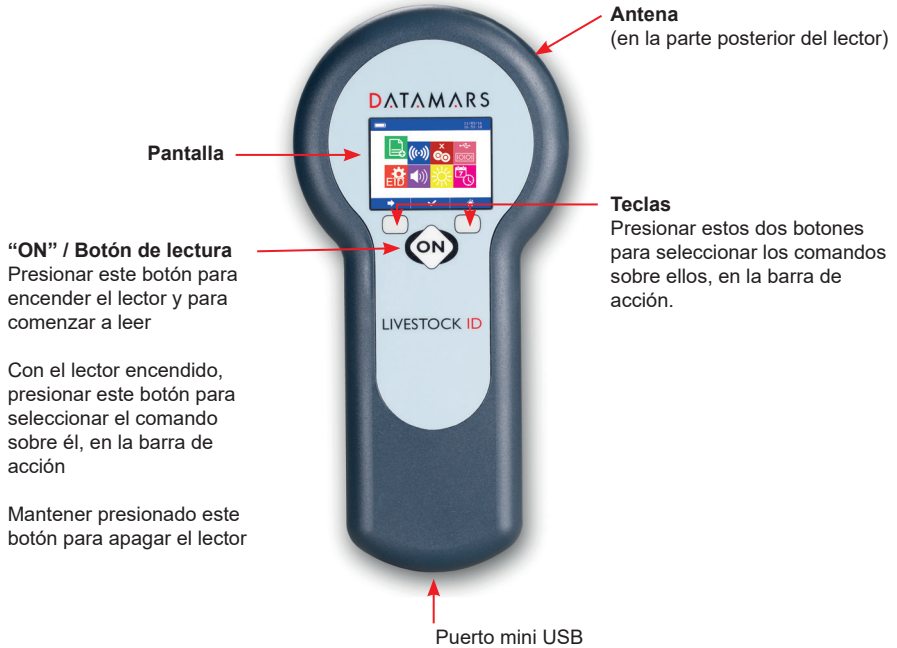 Antena
(en la parte posterior del lector)
DATAMARS
Pantalla
EID
7
Teclas
Presionar estos dos botones
para seleccionar los comandos
sobre ellos, en la barra de
acción.
“ON” / Botón de lectura
Presionar este botón para
encender el lector y para
comenzar a leer
ON
LIVESTOCK ID
Con el lector encendido,
presionar este botón para
seleccionar el comando
sobre él, en la barra de
acción
Mantener presionado este
botón para apagar el lector
Puerto mini USB